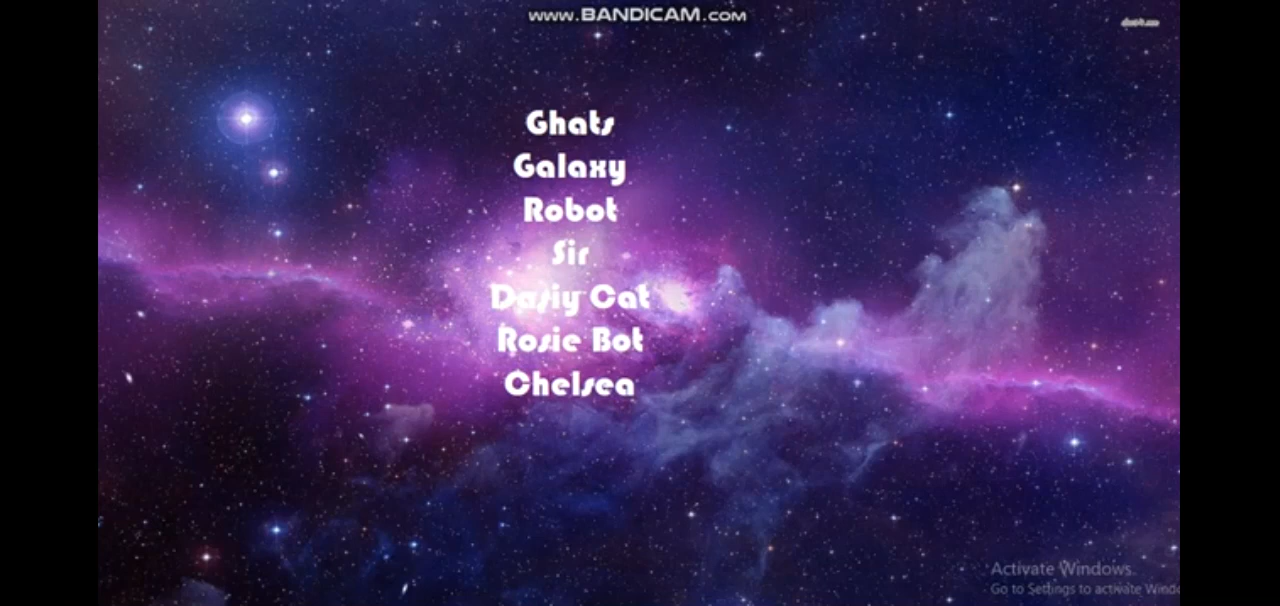 www.BANDICAM.com
Ghats
Galaxy
Robot
Sir
Dasiy Cat
Rosie Bot
Chelsea
Activate Windows
Go to Settings to activate Windo